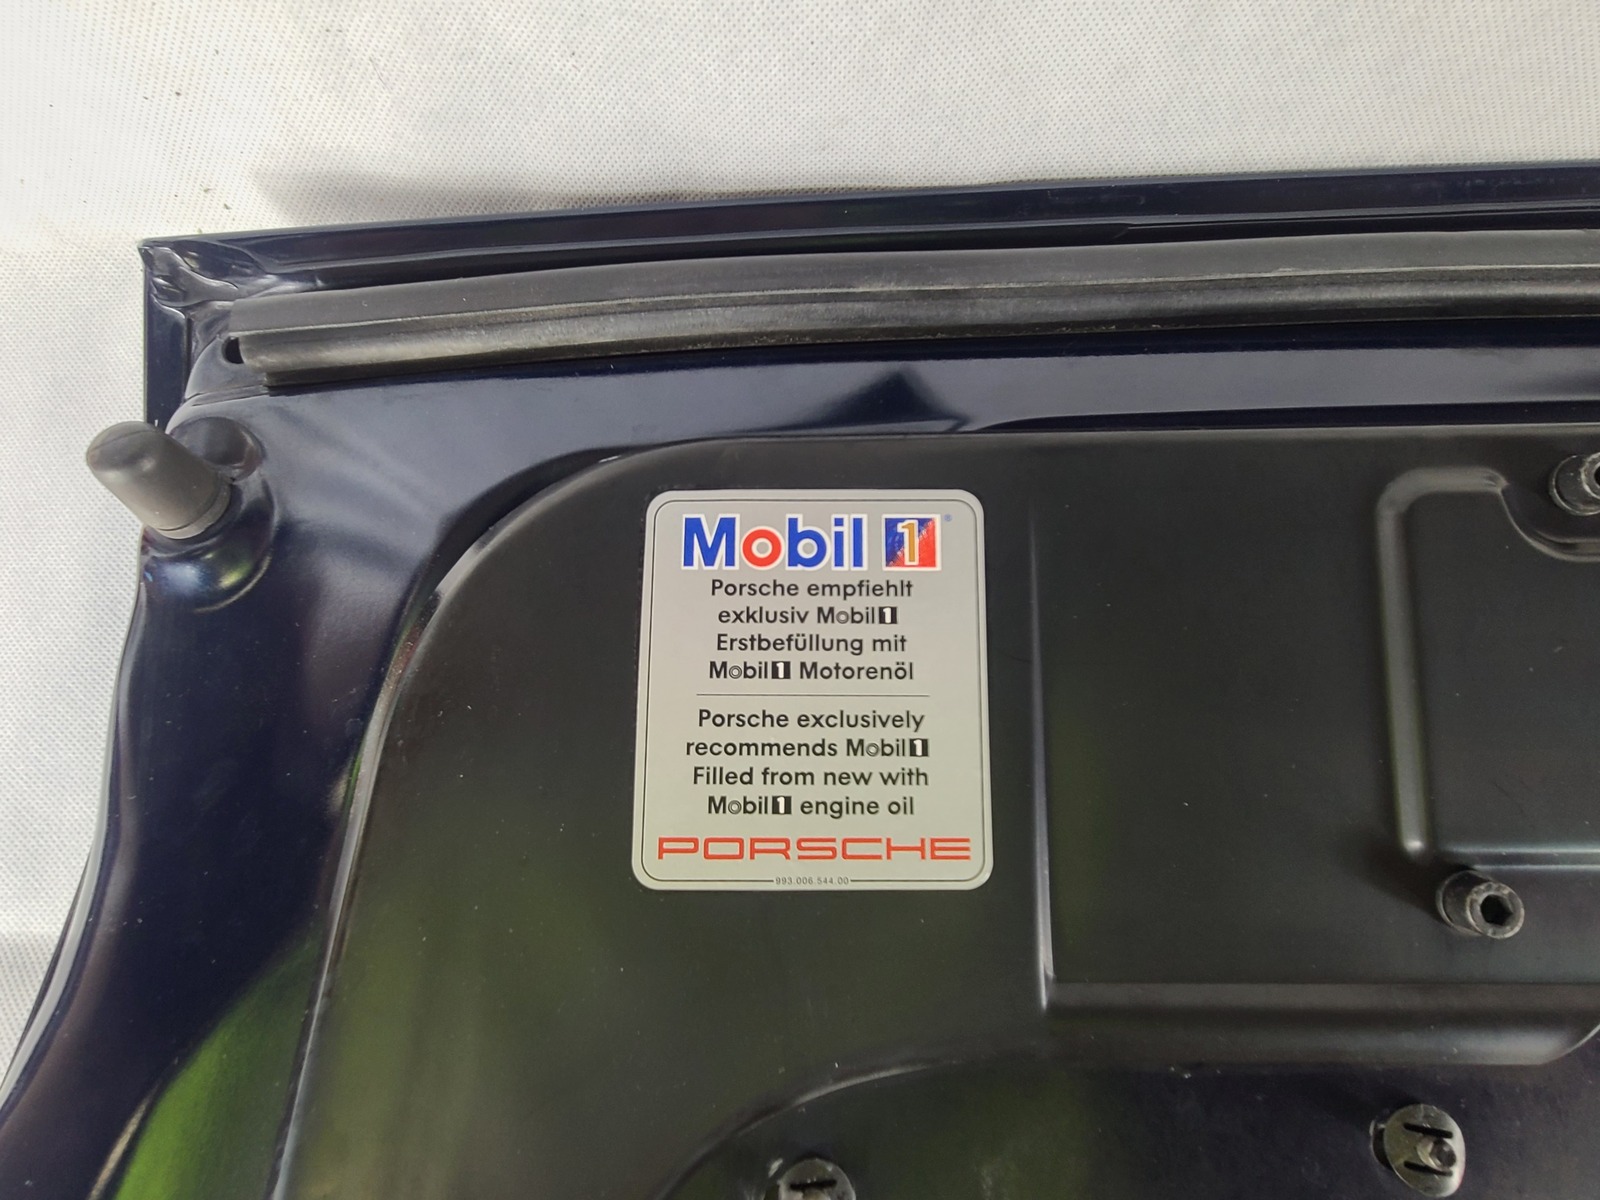 Mobil 1®
Porsche empfiehlt
exklusiv Mobil 1
Erstbefüllung mit
Mobil 1 Motorenöl
Porsche exclusively
recommends Mobil 1
Filled from new with
Mobil 1 engine oil
PORSCHE
993.006.544.00